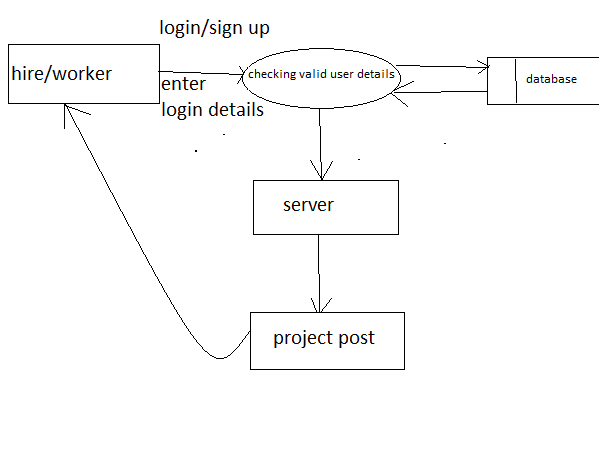 login/sign up
hire/worker
enter
login details
checking valid user details
database
server
project post